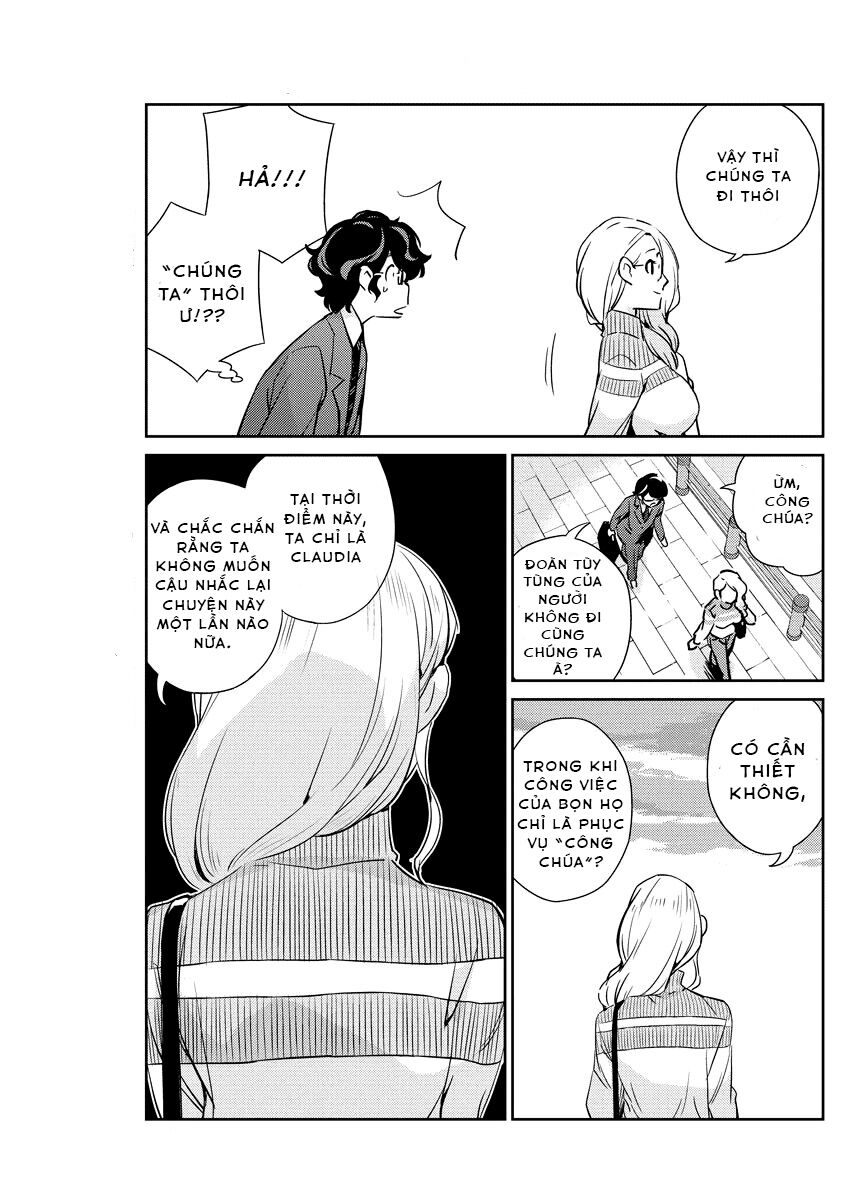 VẬY THÌ
CHÚNG TA
ĐI THÔI
HẢ!!!
“CHÚNG
TA” THÔI
Ư!??
ỪM,
CÔNG
CHÚA?
ĐOÀN TÙY
TÙNG CỦA
NGƯỜI
KHÔNG ĐI
CÙNG
CHÚNG TA
À?
CÓ CẦN
THIẾT
KHÔNG,
TRONG KHI
CÔNG VIỆC
CỦA BỌN HỌ
CHỈ LÀ PHỤC
VỤ “CÔNG
CHÚA”?
TẠI THỜI
ĐIỂM NÀY,
TA CHỈ LÀ
CLAUDIA
VÀ CHẮC CHẮN
RẰNG TA
KHÔNG MUỐN
CẬU NHẮC LẠI
CHUYỆN NÀY
MỘT LẦN NÀO
NỮA.